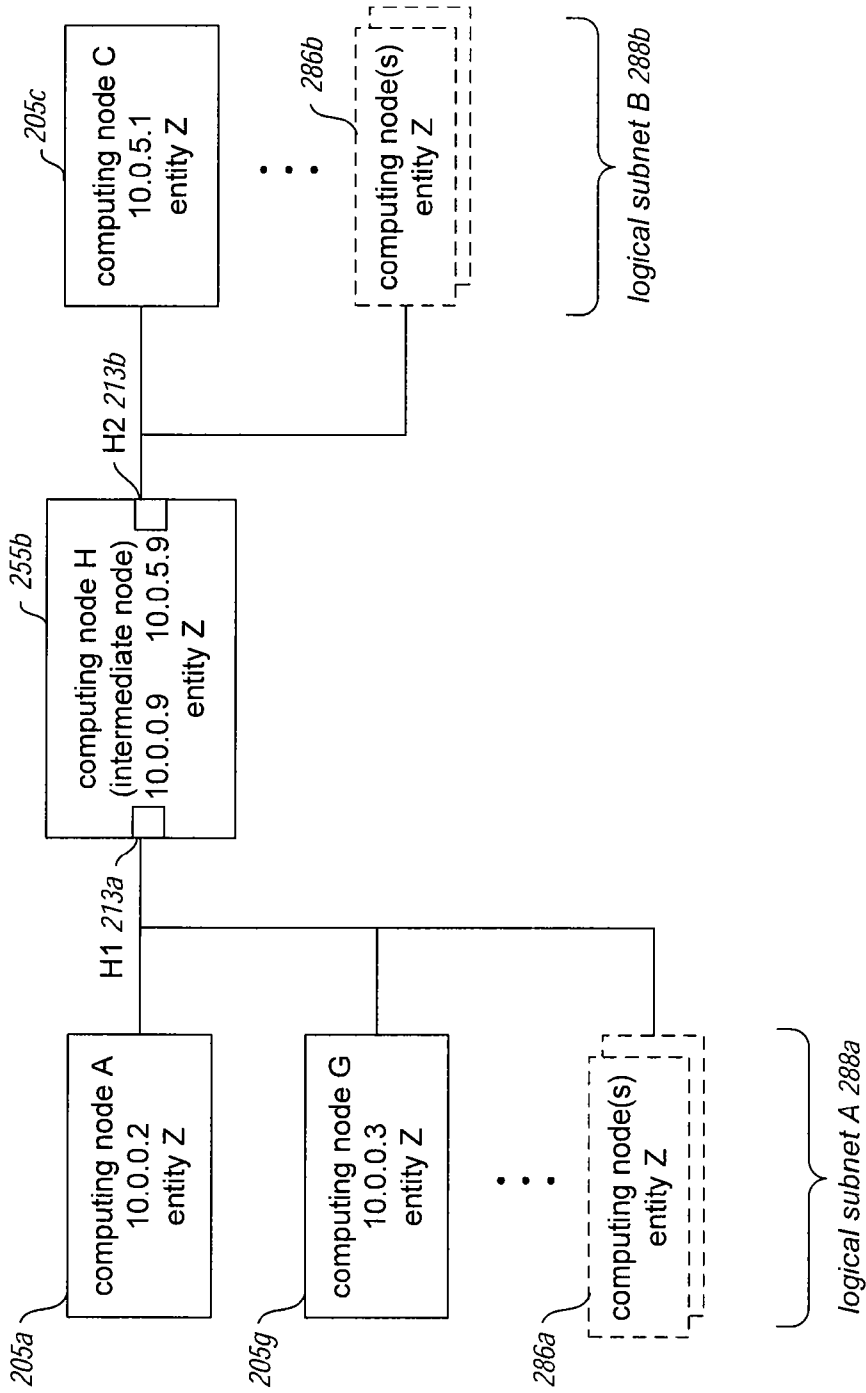 205a
computing node A
10.0.0.2
entity Z
205g
computing node G
10.0.0.3
entity Z
286a
computing node(s)
entity Z
logical subnet A 288a
H1 213a
255b
computing node H
(intermediate node)
10.0.0.9 10.0.5.9
entity Z
H2 213b
205c
computing node C
10.0.5.1
entity Z
286b
computing node(s)
entity Z
logical subnet B 288b